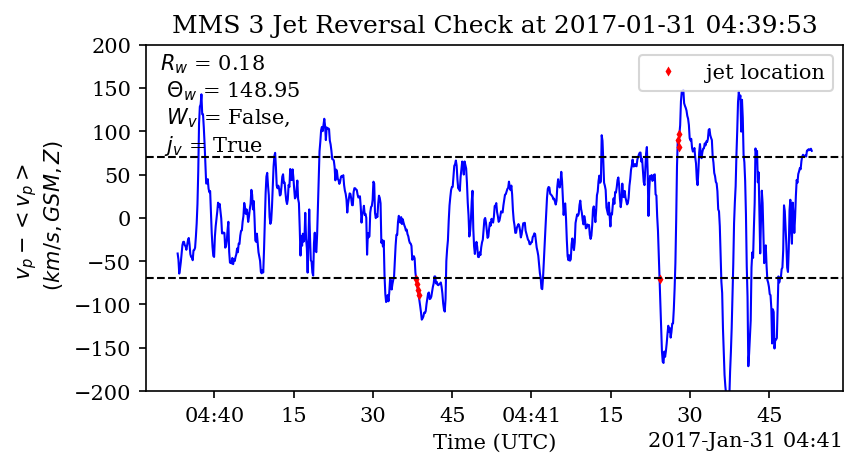 MMS 3 Jet Reversal Check at 2017-01-31 04:39:53
R_w = 0.18
Θ_w = 148.95
W_v = False,
j_v = True
jet location
v_p − < v_p >
(km/s, GSM, Z)
200
150
100
50
0
−50
−100
−150
−200
04:40 15 30 45 04:41 15 30 45
Time (UTC)
2017-Jan-31 04:41